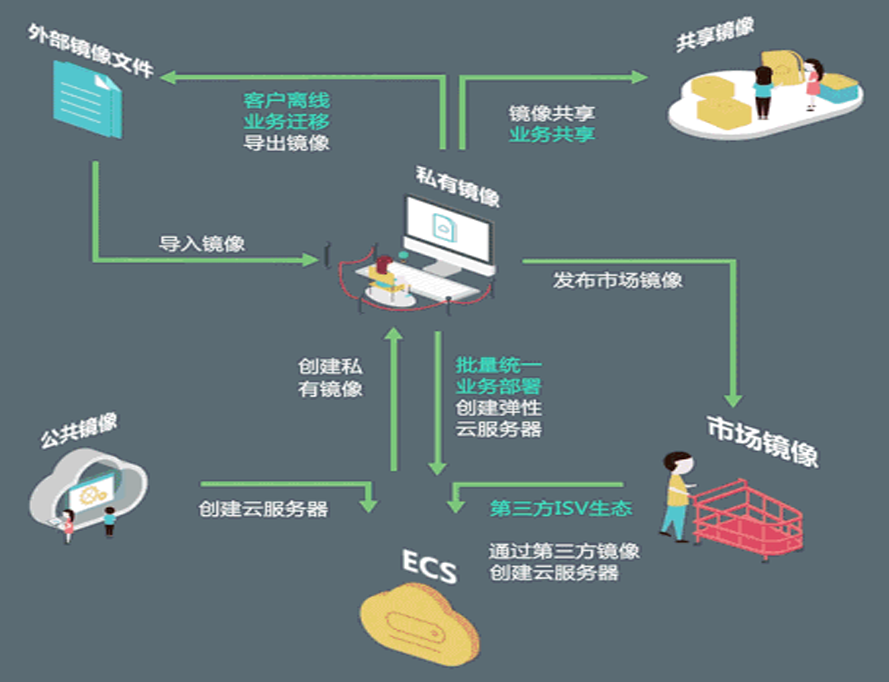 外部镜像文件
共享镜像
客户离线
业务迁移
导出镜像
镜像共享
业务共享
私有镜像
导入镜像
发布市场镜像
创建私
有镜像
批量统一
业务部署
创建弹性
云服务器
公共镜像
市场镜像
创建云服务器
第三方ISV生态
通过第三方镜像
创建云服务器
ECS